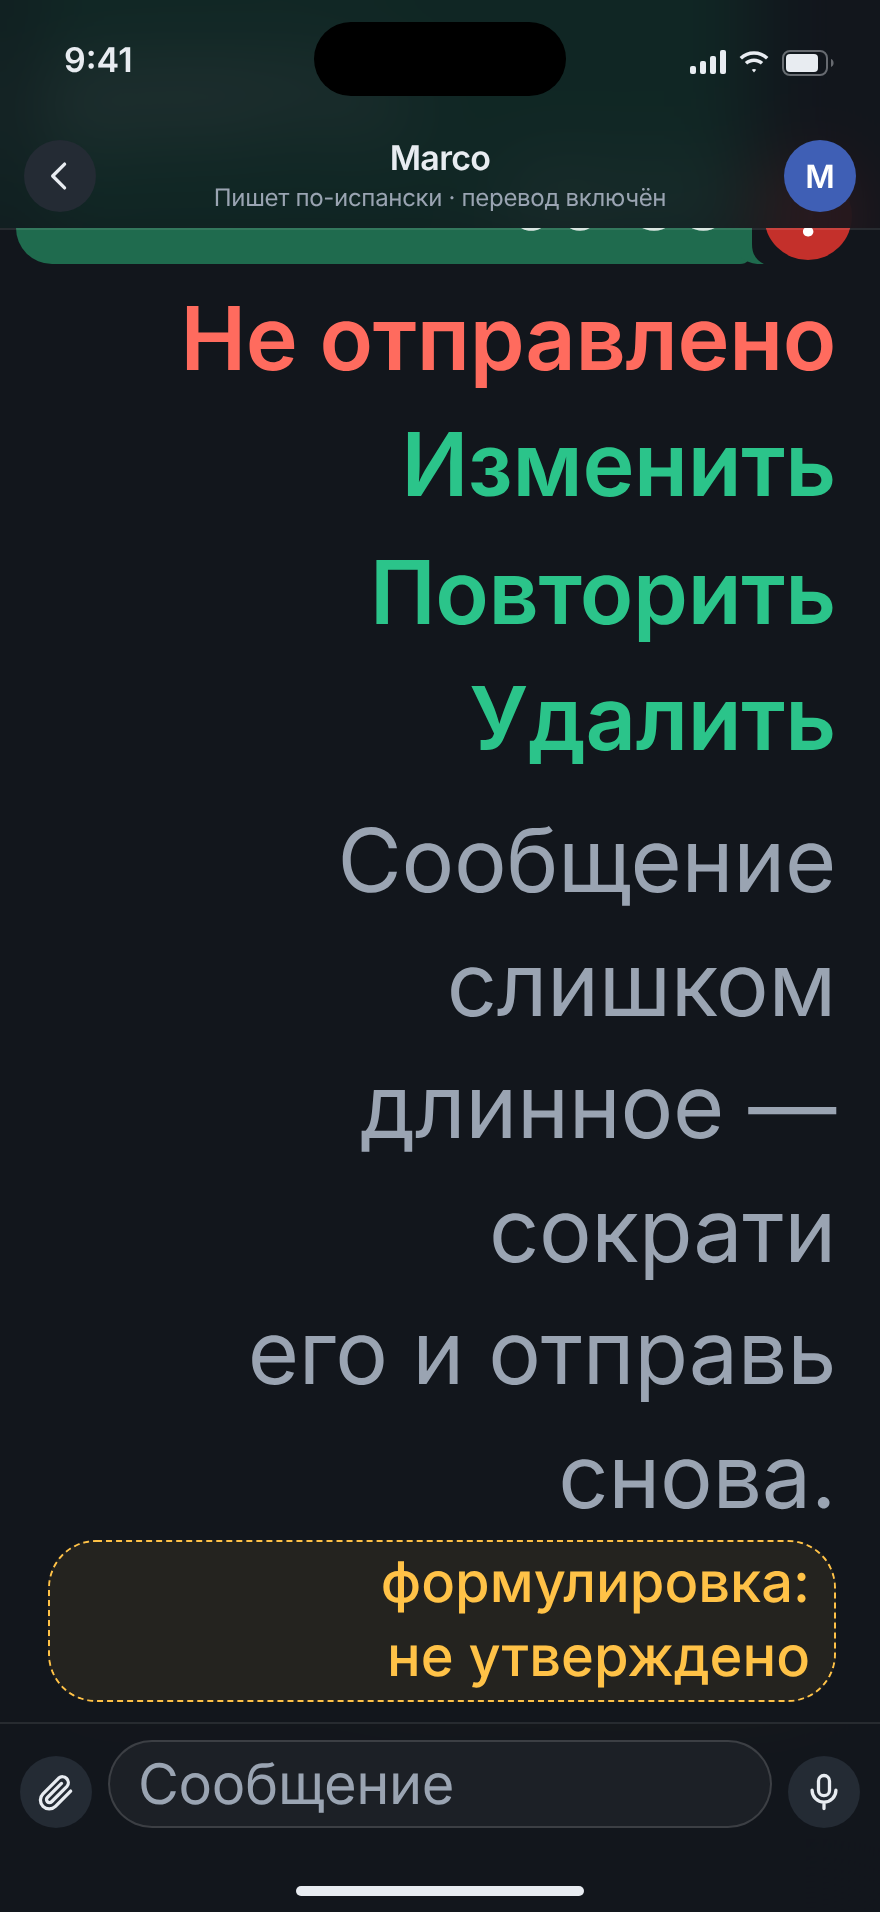 9:41
Marco
Пишет по-испански · перевод включён
M
Не отправлено
Изменить
Повторить
Удалить
Сообщение
слишком
длинное —
сократи
его и отправь
снова.
формулировка:
не утверждено
Сообщение